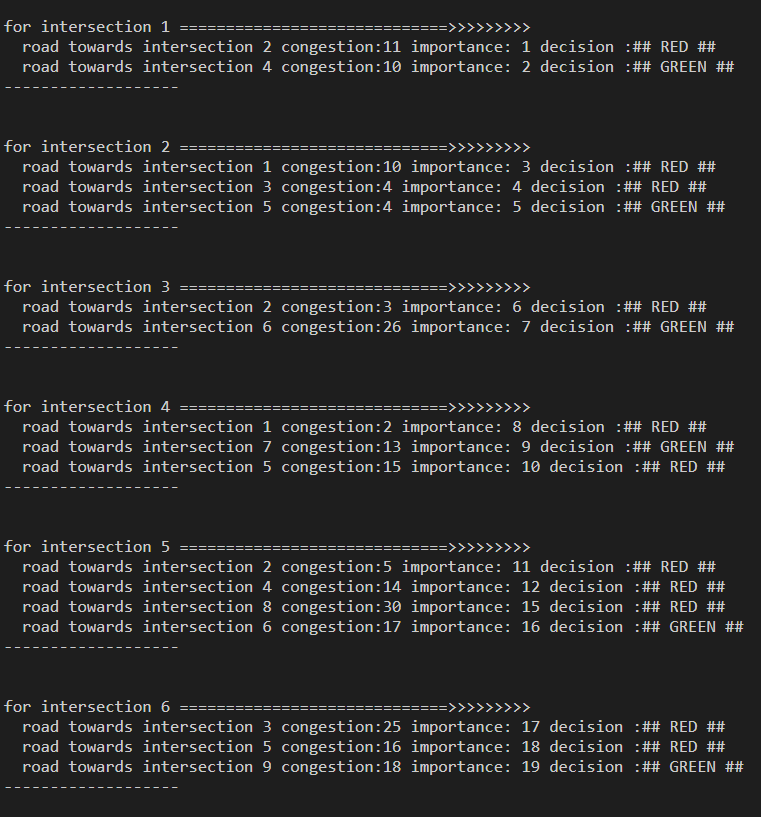 for intersection 1 =============================>>>>>>>>>
road towards intersection 2 congestion:11 importance: 1 decision :## RED ##
road towards intersection 4 congestion:10 importance: 2 decision :## GREEN ##
-------------------
for intersection 2 =============================>>>>>>>>>
road towards intersection 1 congestion:10 importance: 3 decision :## RED ##
road towards intersection 3 congestion:4 importance: 4 decision :## RED ##
road towards intersection 5 congestion:4 importance: 5 decision :## GREEN ##
-------------------
for intersection 3 =============================>>>>>>>>>
road towards intersection 2 congestion:3 importance: 6 decision :## RED ##
road towards intersection 6 congestion:26 importance: 7 decision :## GREEN ##
-------------------
for intersection 4 =============================>>>>>>>>>
road towards intersection 1 congestion:2 importance: 8 decision :## RED ##
road towards intersection 7 congestion:13 importance: 9 decision :## GREEN ##
road towards intersection 5 congestion:15 importance: 10 decision :## RED ##
-------------------
for intersection 5 =============================>>>>>>>>>
road towards intersection 2 congestion:5 importance: 11 decision :## RED ##
road towards intersection 4 congestion:14 importance: 12 decision :## RED ##
road towards intersection 8 congestion:30 importance: 15 decision :## RED ##
road towards intersection 6 congestion:17 importance: 16 decision :## GREEN ##
-------------------
for intersection 6 =============================>>>>>>>>>
road towards intersection 3 congestion:25 importance: 17 decision :## RED ##
road towards intersection 5 congestion:16 importance: 18 decision :## RED ##
road towards intersection 9 congestion:18 importance: 19 decision :## GREEN ##
-------------------